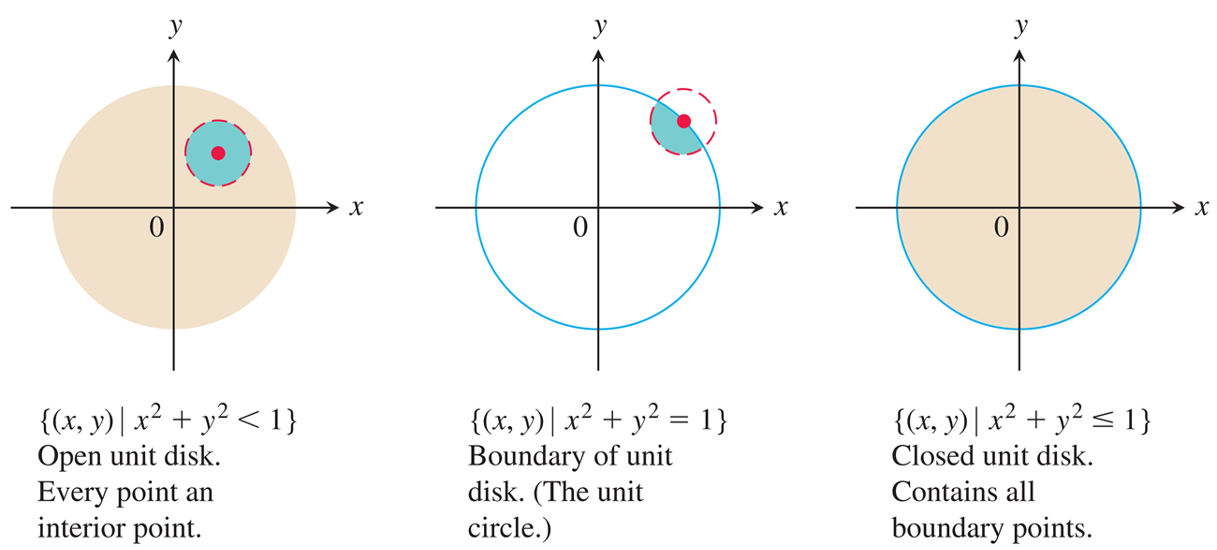 y
x
0
{(x, y) | x² + y² < 1}
Open unit disk.
Every point an
interior point.
y
x
0
{(x, y) | x² + y² = 1}
Boundary of unit
disk. (The unit
circle.)
y
x
0
{(x, y) | x² + y² ≤ 1}
Closed unit disk.
Contains all
boundary points.